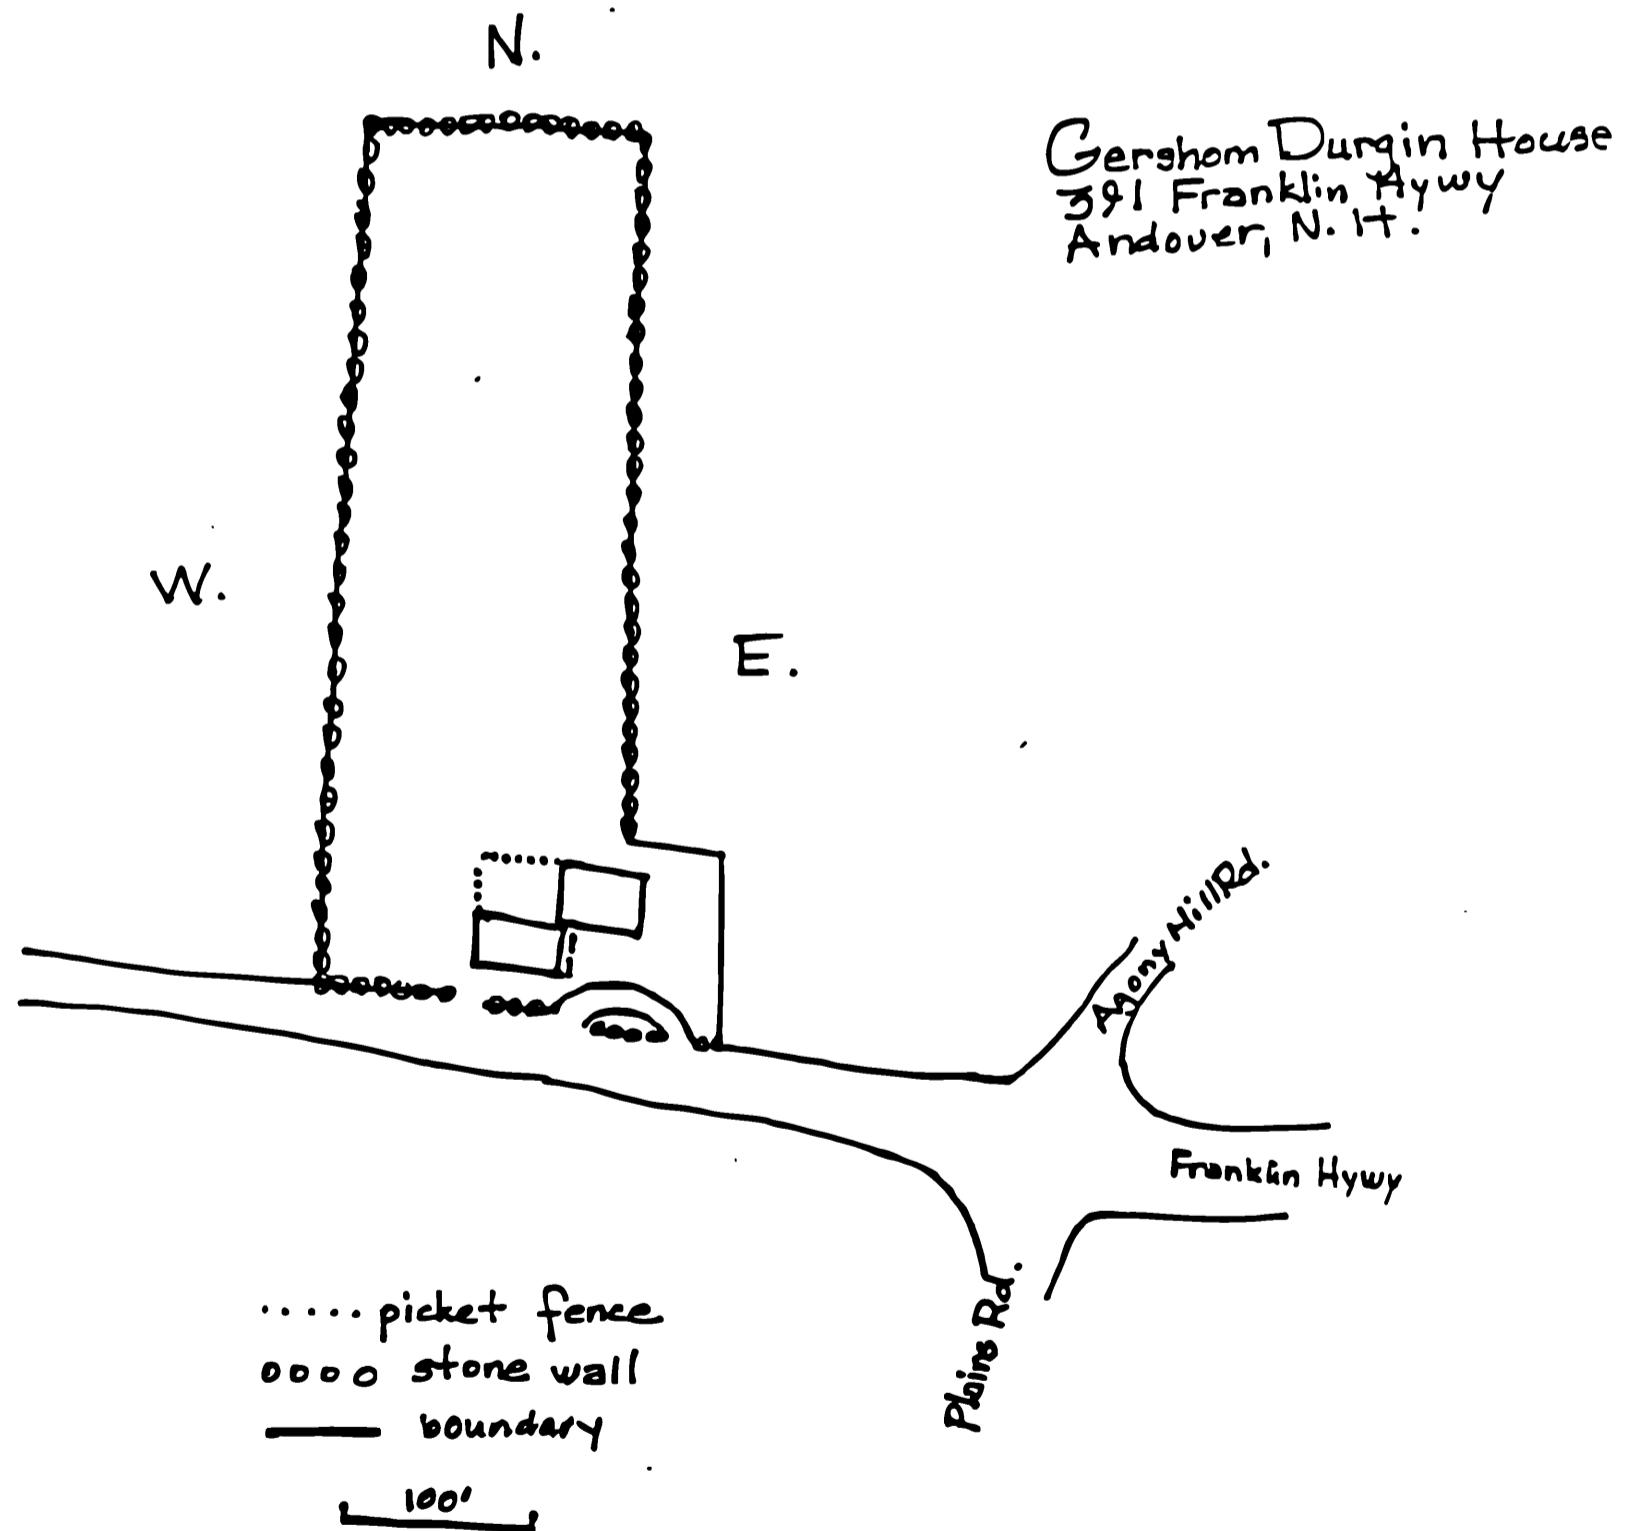 N.
Gershom Durgin House
391 Franklin Hywy
Andover, N.H.
W.
E.
Agony Hill Rd.
Franklin Hywy
Plains Rd.
picket fence
stone wall
boundary
100'